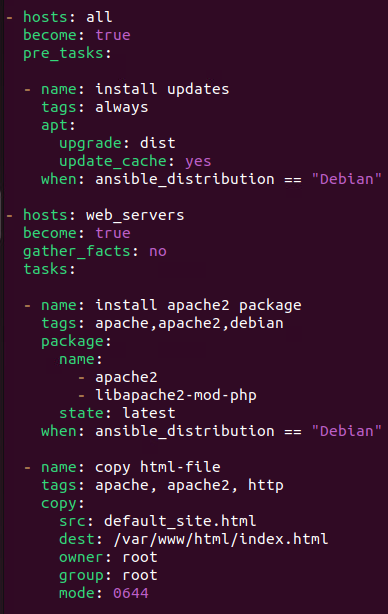 - hosts: all
  become: true
  pre_tasks:

  - name: install updates
    tags: always
    apt:
      upgrade: dist
      update_cache: yes
    when: ansible_distribution == "Debian"

- hosts: web_servers
  become: true
  gather_facts: no
  tasks:

  - name: install apache2 package
    tags: apache,apache2,debian
    package:
      name:
        - apache2
        - libapache2-mod-php
      state: latest
    when: ansible_distribution == "Debian"

  - name: copy html-file
    tags: apache, apache2, http
    copy:
      src: default_site.html
      dest: /var/www/html/index.html
      owner: root
      group: root
      mode: 0644